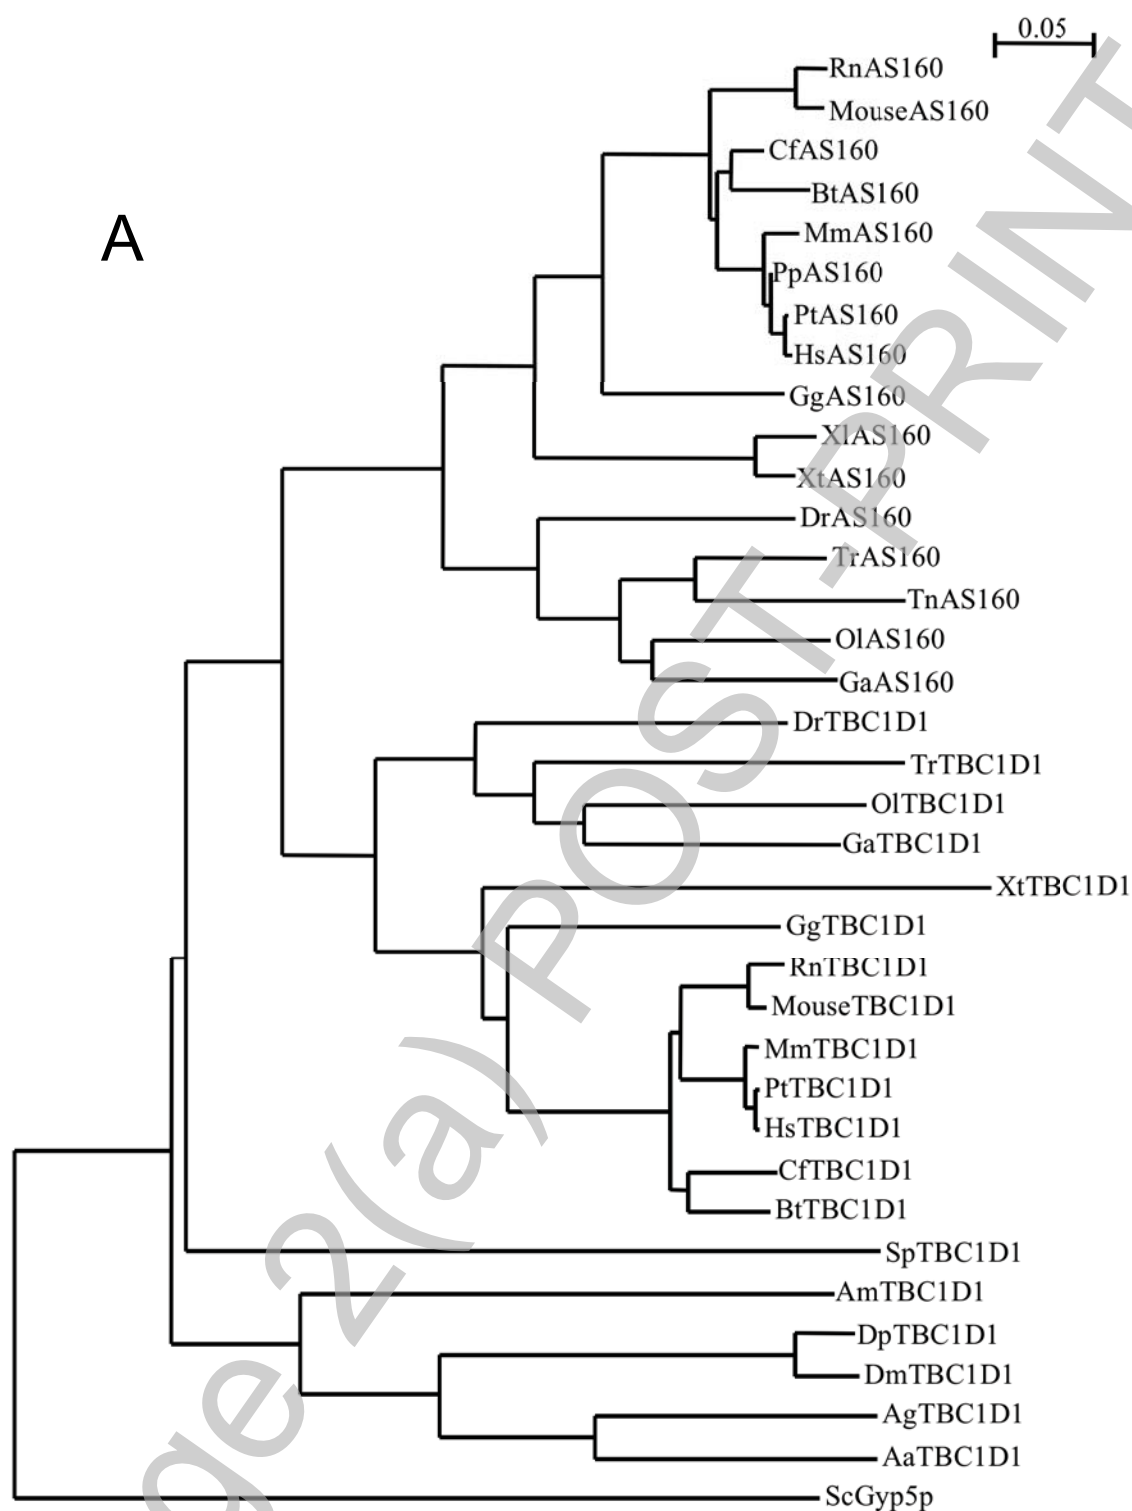 0.05
RnAS160
MouseAS160
CfAS160
BtAS160
A
MmAS160
PpAS160
PtAS160
HsAS160
GgAS160
XlAS160
XtAS160
DrAS160
TrAS160
TnAS160
OlAS160
GaAS160
DrTBC1D1
TrTBC1D1
OlTBC1D1
GaTBC1D1
XtTBC1D1
GgTBC1D1
RnTBC1D1
MouseTBC1D1
MmTBC1D1
PtTBC1D1
HsTBC1D1
CfTBC1D1
BtTBC1D1
SpTBC1D1
AmTBC1D1
DpTBC1D1
DmTBC1D1
AgTBC1D1
AaTBC1D1
ScGyp5p
ge 2(a) POST-PRINT